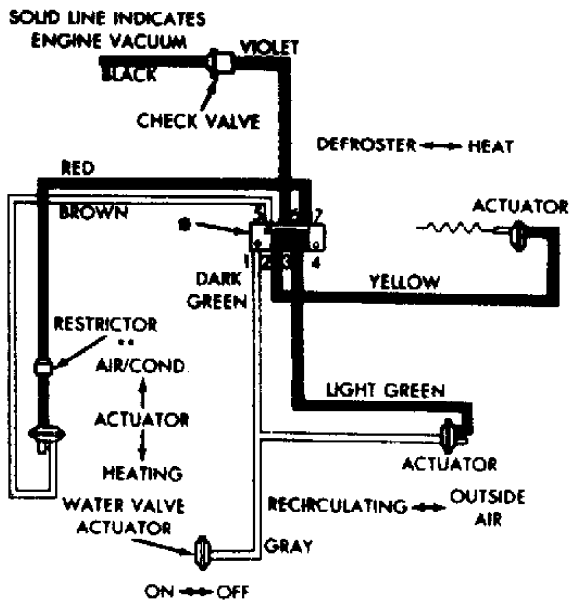 SOLID LINE INDICATES
ENGINE VACUUM
VIOLET
BLACK
CHECK VALVE
DEFROSTER HEAT
RED
BROWN
ACTUATOR
5 6 7
1 2 3 4
DARK
GREEN
YELLOW
RESTRICTOR
**
AIR/COND
ACTUATOR
HEATING
LIGHT GREEN
ACTUATOR
RECIRCULATING OUTSIDE
AIR
WATER VALVE
ACTUATOR
GRAY
ON OFF